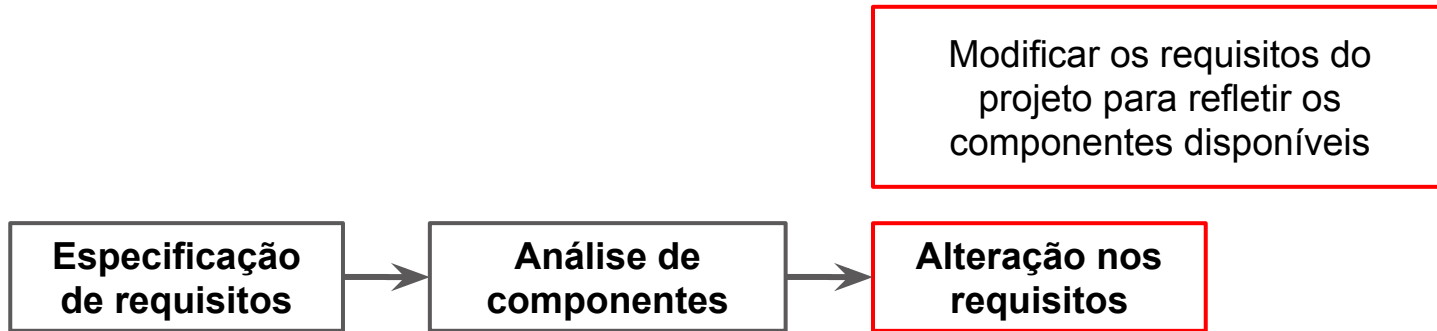 Modificar os requisitos do
projeto para refletir os
componentes disponíveis
Especificação
de requisitos
Análise de
componentes
Alteração nos
requisitos